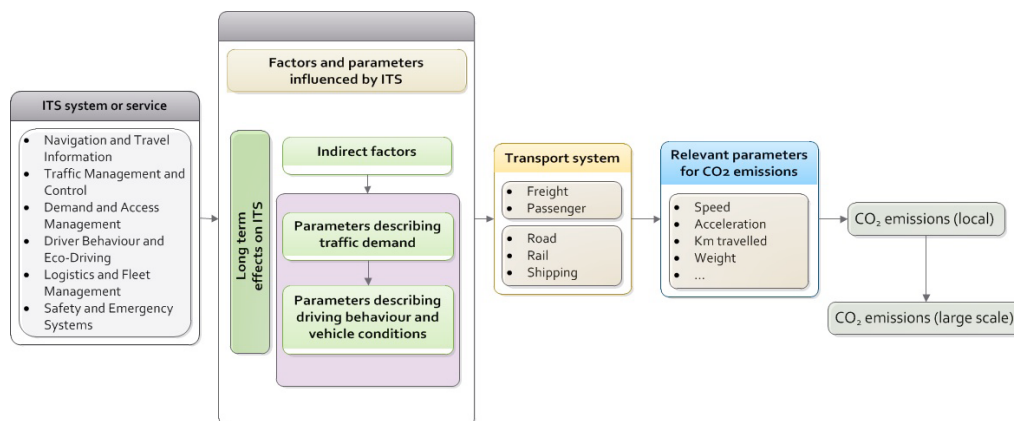 ITS system or service
• Navigation and Travel
Information
• Traffic Management and
Control
• Demand and Access
Management
• Driver Behaviour and
Eco-Driving
• Logistics and Fleet
Management
• Safety and Emergency
Systems
Factors and parameters
influenced by ITS
Long term
effects on ITS
Indirect factors
Parameters describing
traffic demand
Parameters describing
driving behaviour and
vehicle conditions
Transport system
• Freight
• Passenger
• Road
• Rail
• Shipping
Relevant parameters
for CO2 emissions
• Speed
• Acceleration
• Km travelled
• Weight
• ...
CO₂ emissions (local)
CO₂ emissions (large scale)